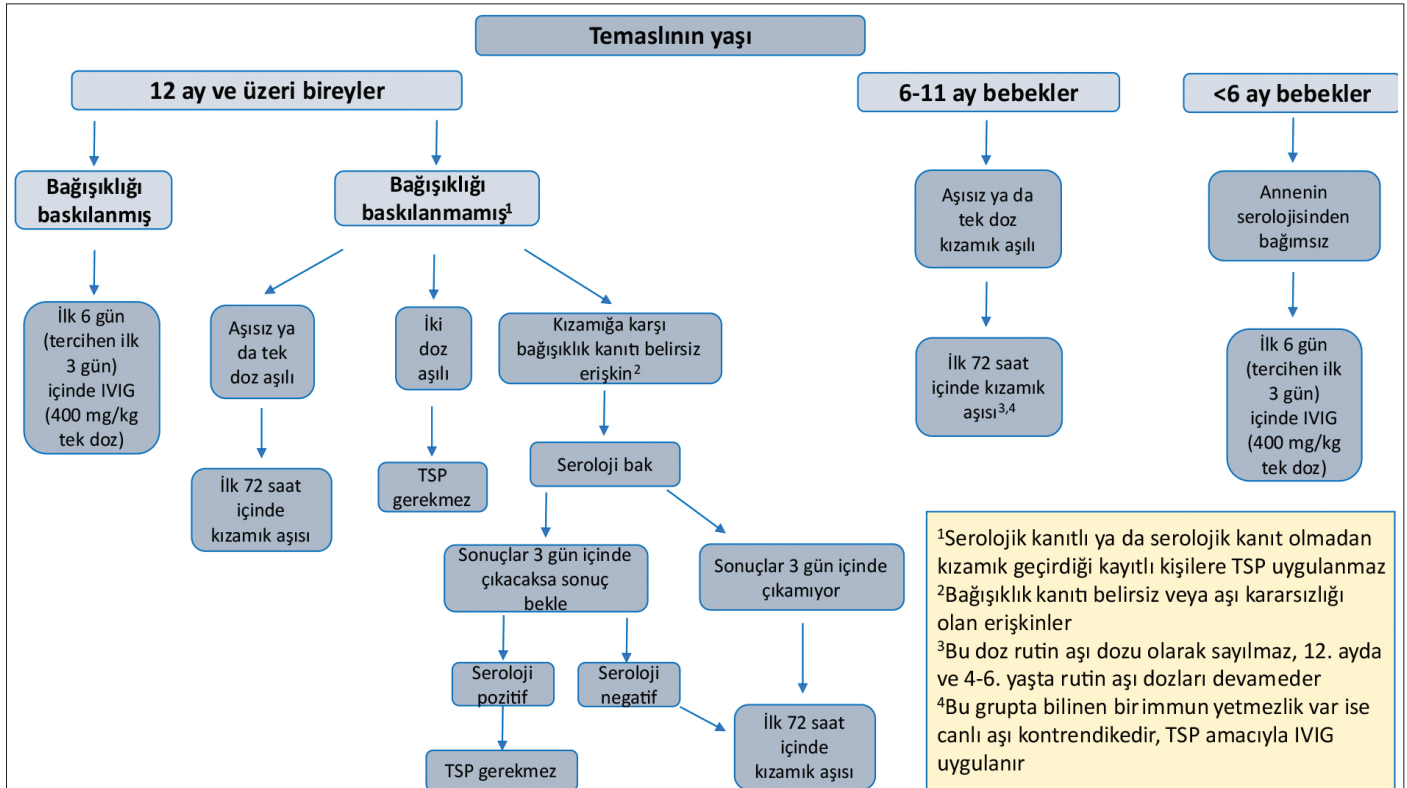 Temaslının yaşı
12 ay ve üzeri bireyler
6-11 ay bebekler
<6 ay bebekler
Bağışıklığı
baskılanmış
Bağışıklığı
baskılanmamış¹
Aşısız ya da
tek doz
kızamık aşılı
Annenin
serolojisinden
bağımsız
İlk 6 gün
(tercihen ilk
3 gün)
içinde IVIG
(400 mg/kg
tek doz)
Aşısız ya
da tek
doz aşılı
İki
doz
aşılı
Kızamığa karşı
bağışıklık kanıtı belirsiz
erişkin²
İlk 72 saat
içinde kızamık
aşısı³,⁴
İlk 6 gün
(tercihen ilk
3 gün)
içinde IVIG
(400 mg/kg
tek doz)
İlk 72 saat
içinde
kızamık aşısı
TSP
gerekmez
Seroloji bak
Sonuçlar 3 gün içinde
çıkacaksa sonuç
bekle
Sonuçlar 3 gün içinde
çıkamıyor
Seroloji
pozitif
Seroloji
negatif
TSP gerekmez
İlk 72 saat
içinde
kızamık aşısı
¹Serolojik kanıtlı ya da serolojik kanıt olmadan
kızamık geçirdiği kayıtlı kişilere TSP uygulanmaz
²Bağışıklık kanıtı belirsiz veya aşı kararsızlığı
olan erişkinler
³Bu doz rutin aşı dozu olarak sayılmaz, 12. ayda
ve 4-6. yaşta rutin aşı dozları devameder
⁴Bu grupta bilinen bir immun yetmezlik var ise
canlı aşı kontrendikedir, TSP amacıyla IVIG
uygulanır